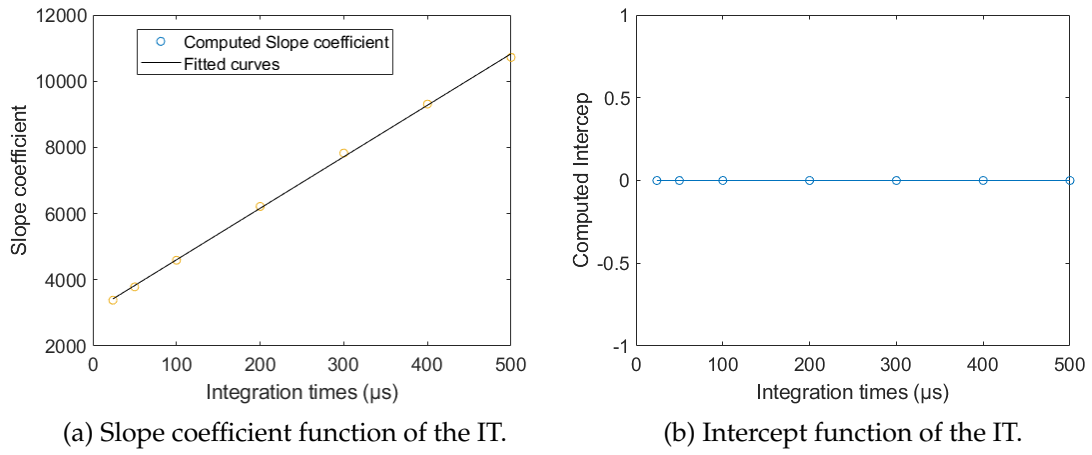 12000
10000
8000
6000
4000
2000
Slope coefficient
Computed Slope coefficient
Fitted curves
0 100 200 300 400 500
Integration times (µs)
(a) Slope coefficient function of the IT.
1
0.5
0
-0.5
-1
Computed Intercep
0 100 200 300 400 500
Integration times (µs)
(b) Intercept function of the IT.